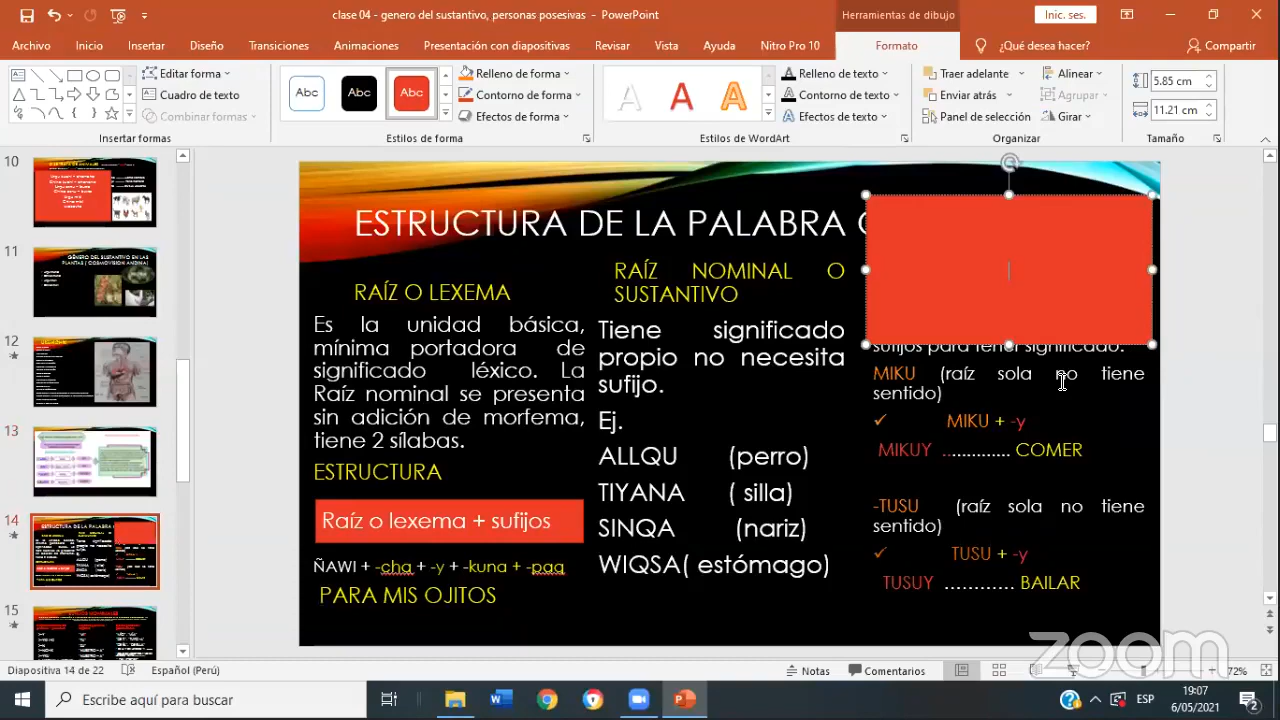 clase 04 - genero del sustantivo, personas posesivas - PowerPoint
Herramientas de dibujo
Inic. ses.
Archivo Inicio Insertar Diseño Transiciones Animaciones Presentación con diapositivas Revisar Vista Ayuda Nitro Pro 10 Formato ¿Qué desea hacer? Compartir
Editar forma
Cuadro de texto
Combinar formas
Insertar formas
Abc Abc Abc
Relleno de forma
Contorno de forma
Efectos de forma
Estilos de forma
A A A
Relleno de texto
Contorno de texto
Efectos de texto
Estilos de WordArt
Traer adelante
Enviar atrás
Panel de selección
Alinear
Agrupar
Girar
Organizar
5.85 cm
11.21 cm
Tamaño
10
11
GÉNERO DEL SUSTANTIVO EN LAS
PLANTAS ( COSMOVISIÓN ANDINA)
12
13
14
15
ESTRUCTURA DE LA PALABRA
RAÍZ O LEXEMA
Es la unidad básica,
mínima portadora de
significado léxico. La
Raíz nominal se presenta
sin adición de morfema,
tiene 2 sílabas.
ESTRUCTURA
Raíz o lexema + sufijos
ÑAWI + -cha + -y + -kuna + -paq
PARA MIS OJITOS
RAÍZ NOMINAL O
SUSTANTIVO
Tiene significado
propio no necesita
sufijo.
Ej.
ALLQU (perro)
TIYANA ( silla)
SINQA (nariz)
WIQSA( estómago)
sufijos para tener significado.
MIKU (raíz sola no tiene
sentido)
✓ MIKU + -y
MIKUY ............ COMER
-TUSU (raíz sola no tiene
sentido)
✓ TUSU + -y
TUSUY ............ BAILAR
zoom
Diapositiva 14 de 22 Español (Perú) Notas Comentarios 72%
Escribe aquí para buscar
ESP
19:07
6/05/2021
2